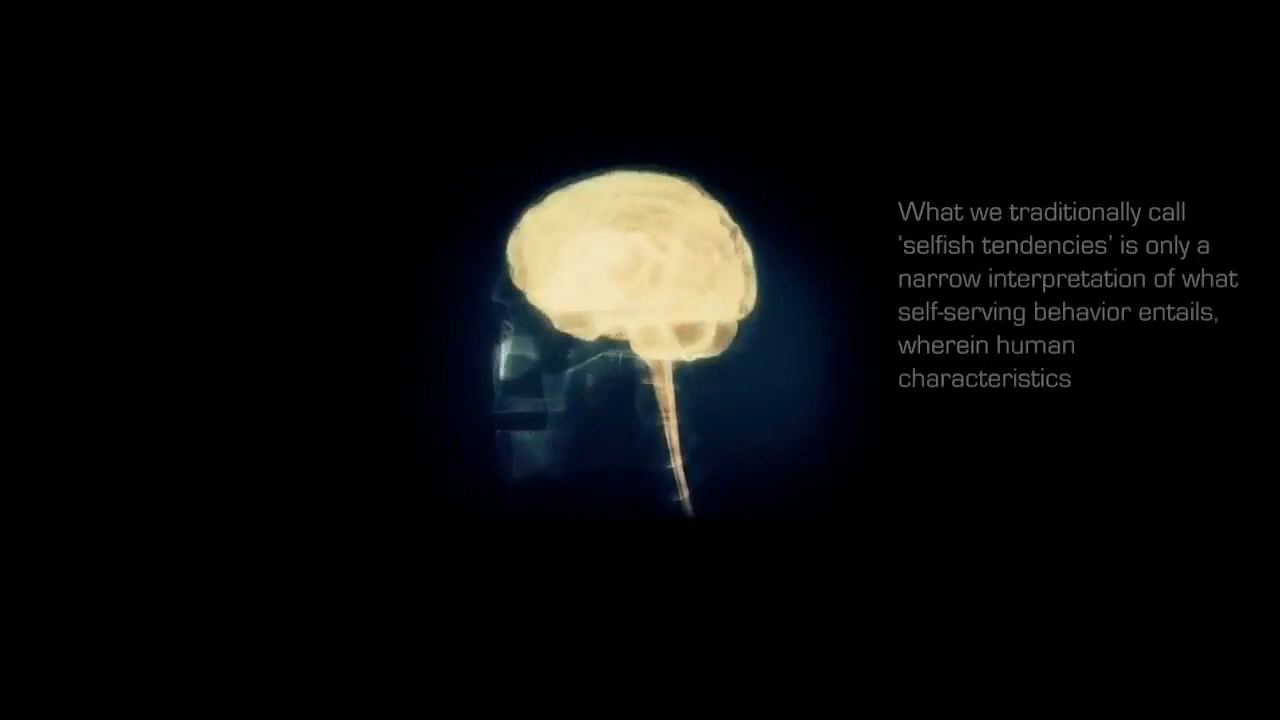 What we traditionally call
‘selfish tendencies’ is only a
narrow interpretation of what
self-serving behavior entails,
wherein human
characteristics